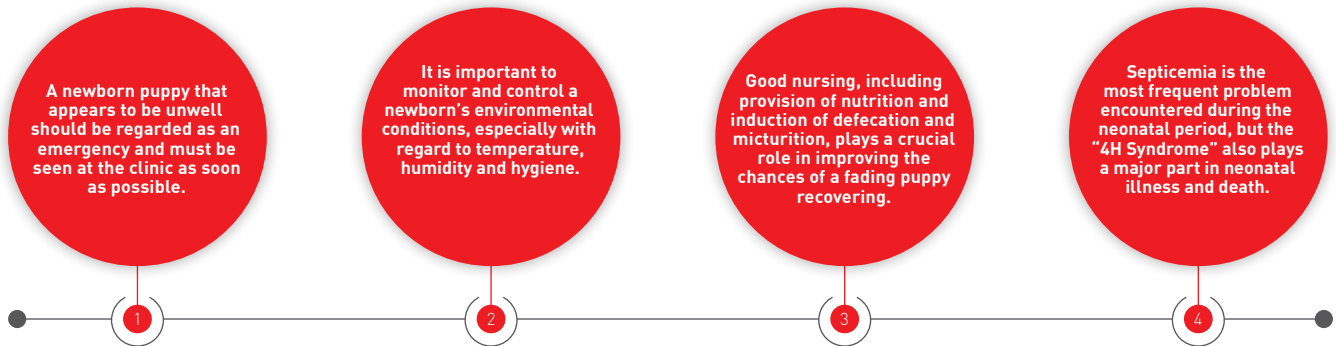 A newborn puppy that
appears to be unwell
should be regarded as an
emergency and must be
seen at the clinic as soon
as possible.
It is important to
monitor and control a
newborn's environmental
conditions, especially with
regard to temperature,
humidity and hygiene.
Good nursing, including
provision of nutrition and
induction of defecation and
micturition, plays a crucial
role in improving the
chances of a fading puppy
recovering.
Septicemia is the
most frequent problem
encountered during the
neonatal period, but the
“4H Syndrome” also plays
a major part in neonatal
illness and death.
1
2
3
4